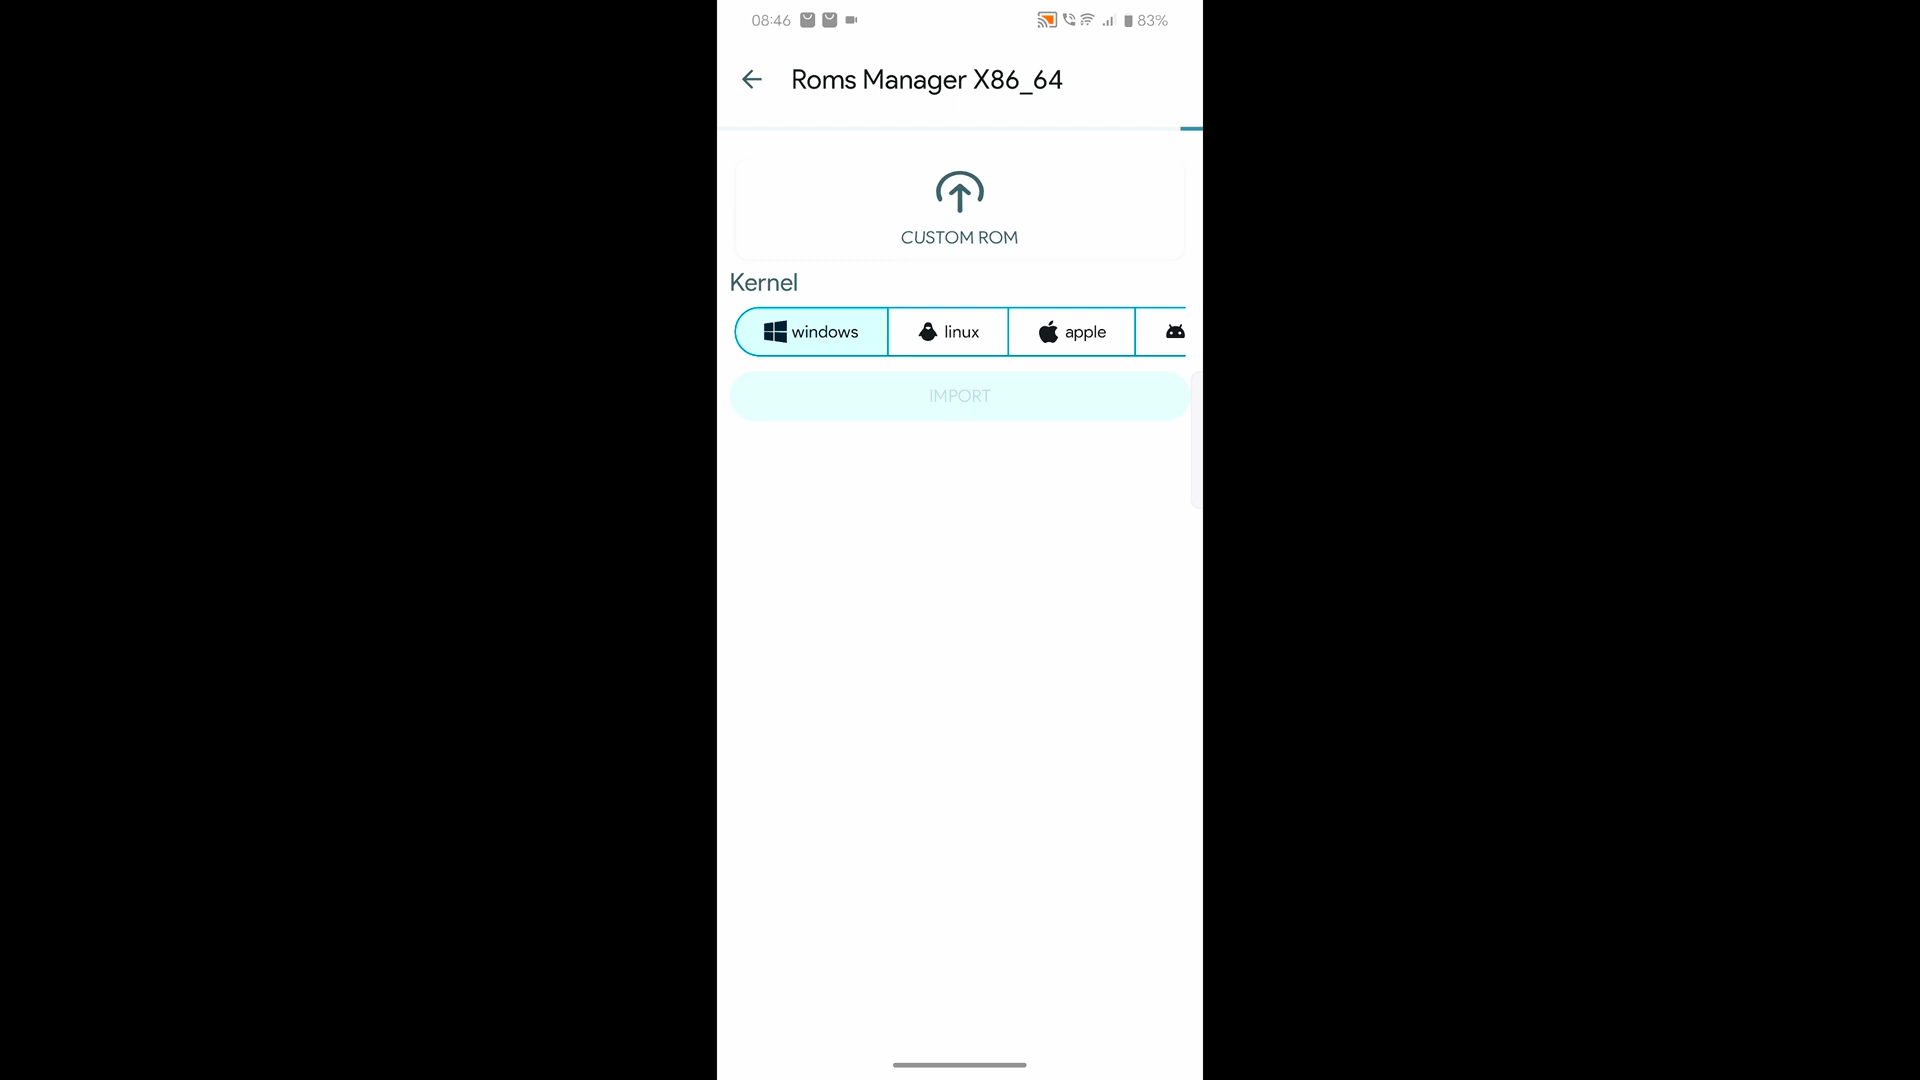 08:46 83%
Roms Manager X86_64
CUSTOM ROM
Kernel
windows linux apple
IMPORT